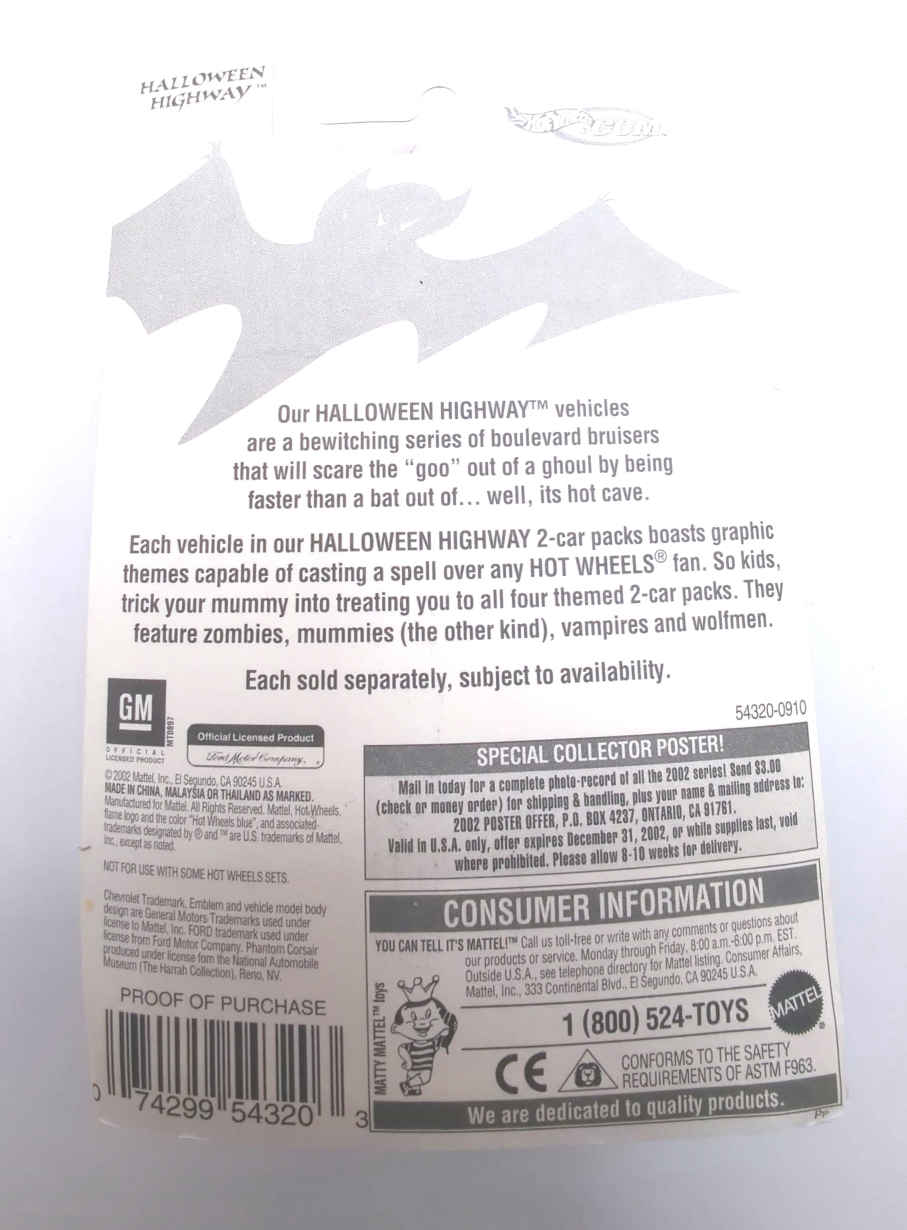 HALLOWEEN
HIGHWAY™
Our HALLOWEEN HIGHWAY™ vehicles
are a bewitching series of boulevard bruisers
that will scare the “goo” out of a ghoul by being
faster than a bat out of... well, its hot cave.
Each vehicle in our HALLOWEEN HIGHWAY 2-car packs boasts graphic
themes capable of casting a spell over any HOT WHEELS® fan. So kids,
trick your mummy into treating you to all four themed 2-car packs. They
feature zombies, mummies (the other kind), vampires and wolfmen.
Each sold separately, subject to availability.
54320-0910
GM
MTD897
OFFICIAL
LICENSED PRODUCT
Official Licensed Product
Ford Motor Company,
© 2002 Mattel, Inc., El Segundo, CA 90245 U.S.A.
MADE IN CHINA, MALAYSIA OR THAILAND AS MARKED.
Manufactured for Mattel. All Rights Reserved. Mattel, Hot Wheels,
flame logo and the color “Hot Wheels blue”, and associated
trademarks designated by ® and ™ are U.S. trademarks of Mattel,
Inc., except as noted.
NOT FOR USE WITH SOME HOT WHEELS SETS.
Chevrolet Trademark, Emblem and vehicle model body
design are General Motors Trademarks used under
license to Mattel, Inc. FORD trademark used under
license from Ford Motor Company. Phantom Corsair
produced under license fom the National Automobile
Museum (The Harrah Collection), Reno, NV.
PROOF OF PURCHASE
0 74299 54320 3
SPECIAL COLLECTOR POSTER!
Mail in today for a complete photo-record of all the 2002 series! Send $3.00
(check or money order) for shipping & handling, plus your name & mailing address to:
2002 POSTER OFFER, P.O. BOX 4237, ONTARIO, CA 91761.
Valid in U.S.A. only, offer expires December 31, 2002, or while supplies last, void
where prohibited. Please allow 8-10 weeks for delivery.
CONSUMER INFORMATION
YOU CAN TELL IT'S MATTEL!™ Call us toll-free or write with any comments or questions about
our products or service. Monday through Friday, 8:00 a.m.-6:00 p.m. EST.
Outside U.S.A., see telephone directory for Mattel listing. Consumer Affairs,
Mattel, Inc., 333 Continental Blvd., El Segundo, CA 90245 U.S.A.
MATTY MATTEL™ toys
1 (800) 524-TOYS
MATTEL®
CE
CONFORMS TO THE SAFETY
REQUIREMENTS OF ASTM F963.
We are dedicated to quality products.
PP